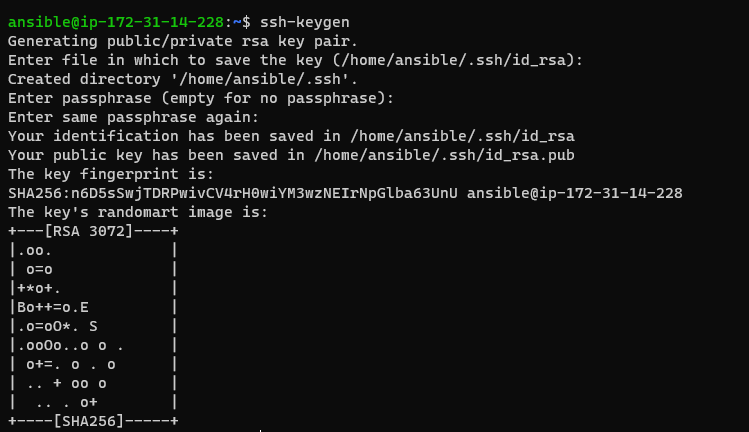 ansible@ip-172-31-14-228:~$ ssh-keygen
Generating public/private rsa key pair.
Enter file in which to save the key (/home/ansible/.ssh/id_rsa):
Created directory '/home/ansible/.ssh'.
Enter passphrase (empty for no passphrase):
Enter same passphrase again:
Your identification has been saved in /home/ansible/.ssh/id_rsa
Your public key has been saved in /home/ansible/.ssh/id_rsa.pub
The key fingerprint is:
SHA256:n6D5sSwjTDRPwivCV4rH0wiYM3wzNEIrNpGlba63UnU ansible@ip-172-31-14-228
The key's randomart image is:
+---[RSA 3072]----+
|.oo.             |
| o=o             |
|+*o+.            |
|Bo++=o.E         |
|.o=oO*. S        |
|.ooOo..o o .     |
| o+=. o . o      |
| .. + oo o       |
|  .. . o+        |
+----[SHA256]-----+